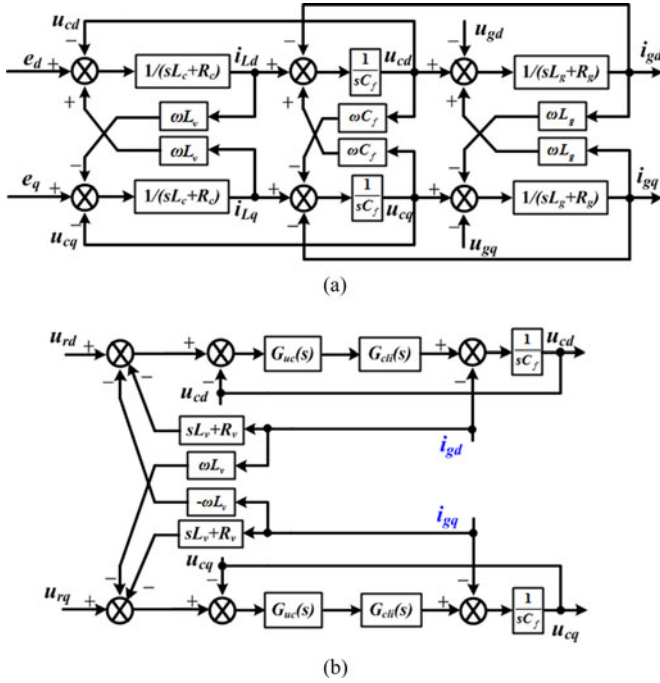 u_cd
e_d + − 1/(sL_c+R_c) i_Ld + − 1/sC_f u_cd + − u_gd 1/(sL_g+R_g) i_gd
+ ωL_v + ωC_f + ωL_g
− ωL_v − ωC_f − ωL_g
e_q + − 1/(sL_c+R_c) i_Lq + − 1/sC_f u_cq + − u_gq 1/(sL_g+R_g) i_gq
u_cq
(a)
u_rd + − − + − G_uc(s) G_cli(s) + − 1/sC_f u_cd
u_cd
sL_v+R_v
i_gd
ωL_v
-ωL_v
i_gq
sL_v+R_v
u_cq
u_rq + − − + − G_uc(s) G_cli(s) + − 1/sC_f u_cq
(b)